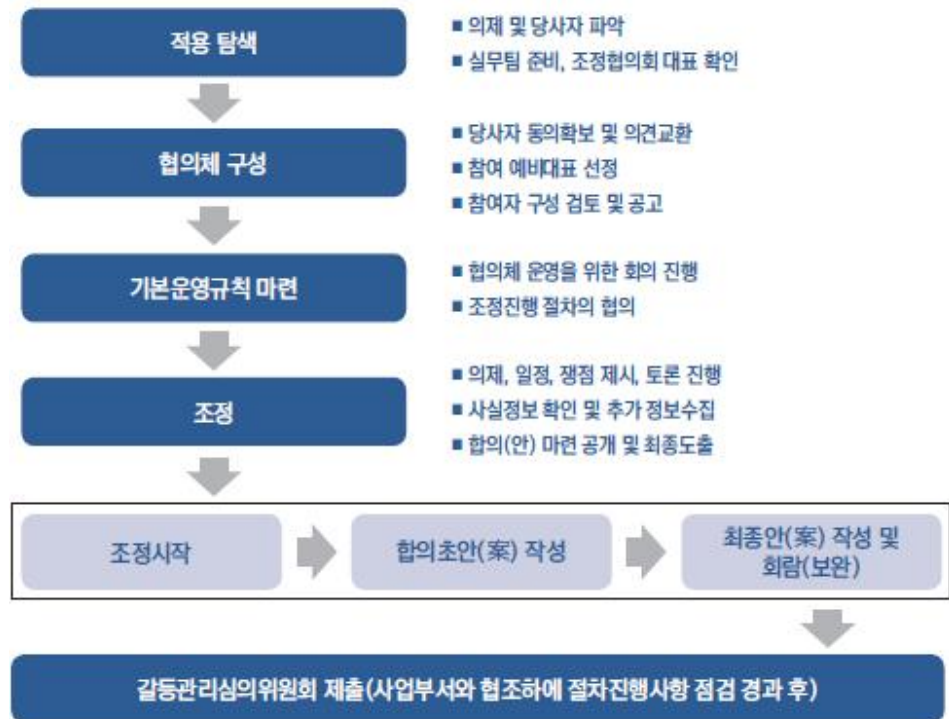 적용 탐색
■ 의제 및 당사자 파악
■ 실무팀 준비, 조정협의회 대표 확인
협의체 구성
■ 당사자 동의확보 및 의견교환
■ 참여 예비대표 선정
■ 참여자 구성 검토 및 공고
기본운영규칙 마련
■ 협의체 운영을 위한 회의 진행
■ 조정진행 절차의 협의
조정
■ 의제, 일정, 쟁점 제시, 토론 진행
■ 사실정보 확인 및 추가 정보수집
■ 합의(안) 마련 공개 및 최종도출
조정시작
합의초안(案) 작성
최종안(案) 작성 및
회람(보완)
갈등관리심의위원회 제출(사업부서와 협조하에 절차진행사항 점검 경과 후)